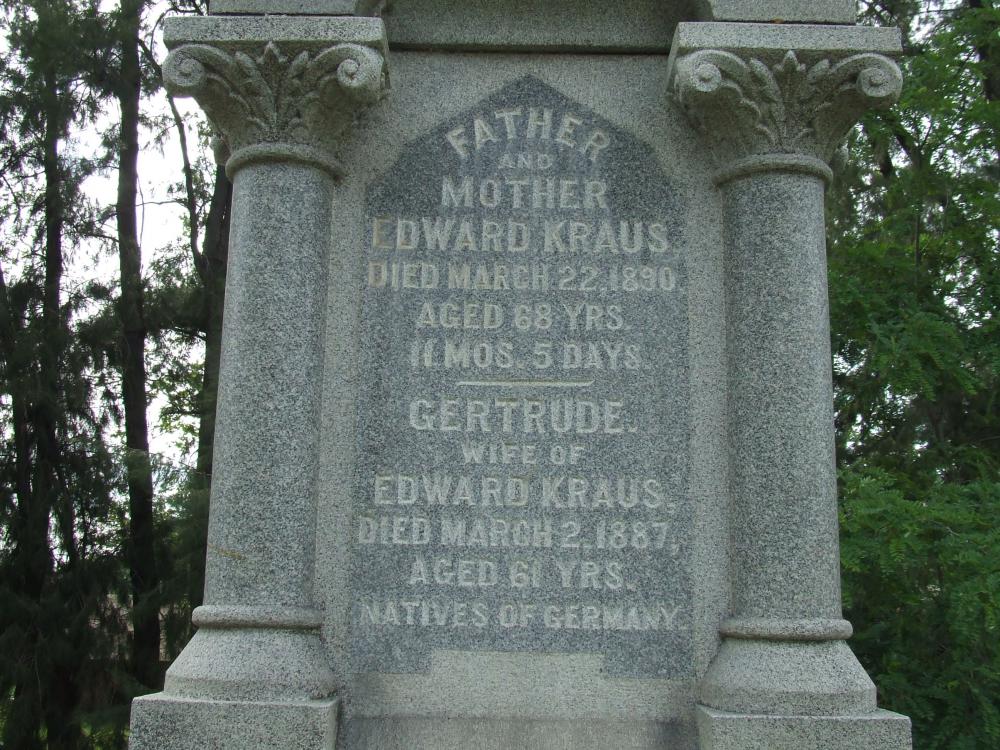 FATHER
AND
MOTHER
EDWARD KRAUS.
DIED MARCH 22, 1890.
AGED 68 YRS.
11 MOS. 5 DAYS.
GERTRUDE.
WIFE OF
EDWARD KRAUS,
DIED MARCH 2, 1887,
AGED 61 YRS.
NATIVES OF GERMANY.